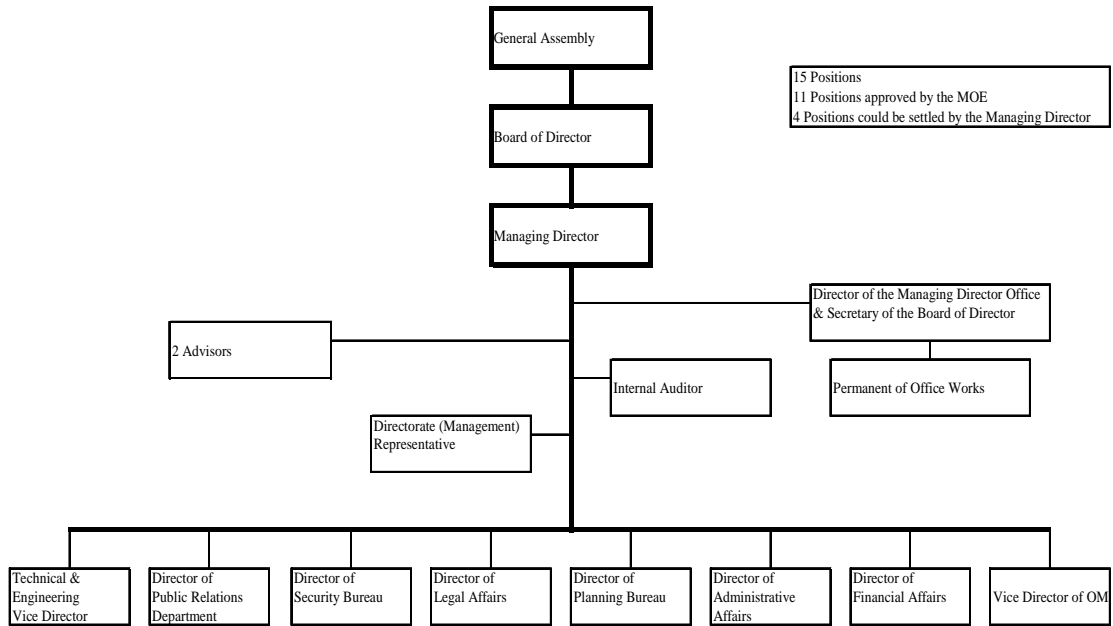 General Assembly
15 Positions
11 Positions approved by the MOE
4 Positions could be settled by the Managing Director
Board of Director
Managing Director
Director of the Managing Director Office
& Secretary of the Board of Director
2 Advisors
Internal Auditor
Permanent of Office Works
Directorate (Management)
Representative
Technical &
Engineering
Vice Director
Director of
Public Relations
Department
Director of
Security Bureau
Director of
Legal Affairs
Director of
Planning Bureau
Director of
Administrative
Affairs
Director of
Financial Affairs
Vice Director of OM